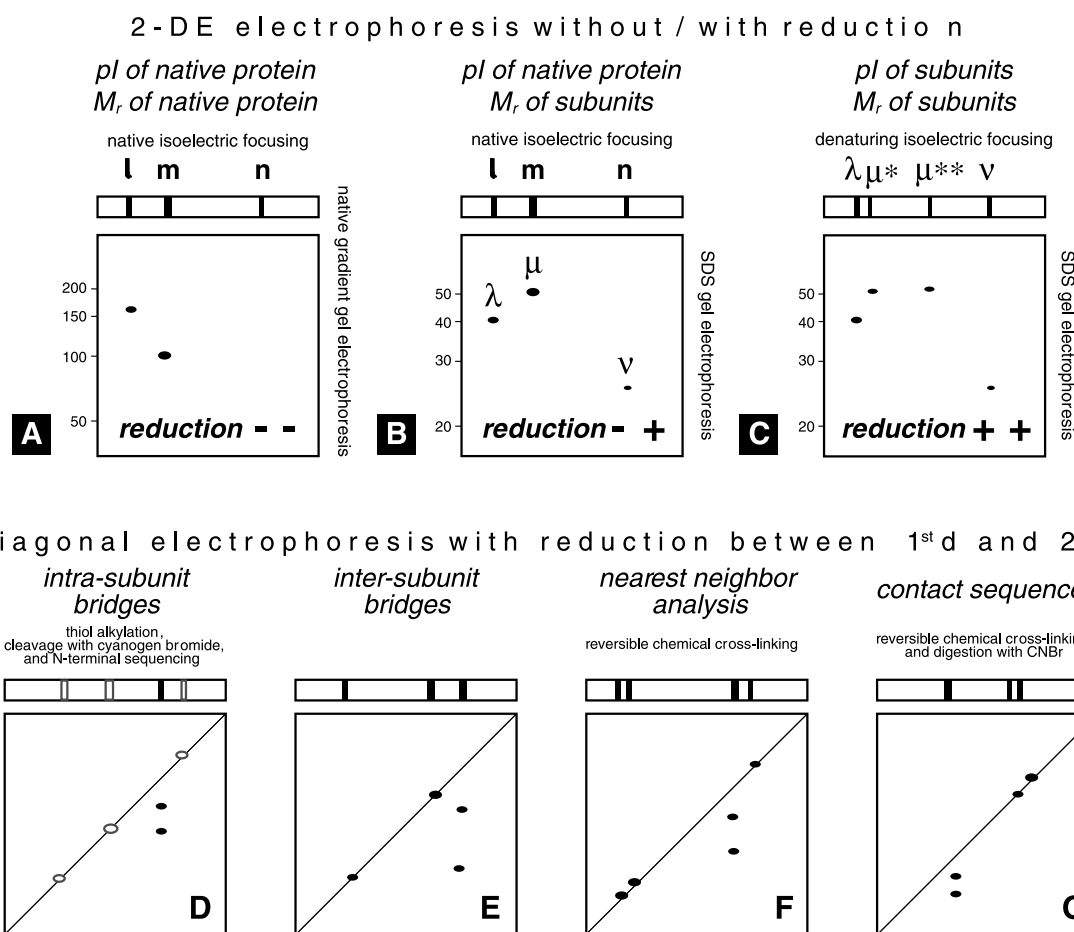 2-DE electrophoresis without / with reductio n
pI of native protein
Mr of native protein
native isoelectric focusing
l m n
200
150
100
50
native gradient gel electrophoresis
A
reduction - -
pI of native protein
Mr of subunits
native isoelectric focusing
l m n
λ μ ν
50
40
30
20
SDS gel electrophoresis
B
reduction - +
pI of subunits
Mr of subunits
denaturing isoelectric focusing
λ μ* μ** ν
50
40
30
20
SDS gel electrophoresis
C
reduction + +
iagonal electrophoresis with reduction between 1st d and 2
intra-subunit
bridges
thiol alkylation,
cleavage with cyanogen bromide,
and N-terminal sequencing
D
inter-subunit
bridges
E
nearest neighbor
analysis
reversible chemical cross-linking
F
contact sequence
reversible chemical cross-linkin
and digestion with CNBr